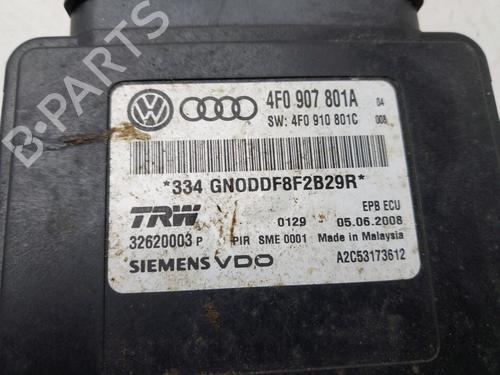 4F0 907 801A 04
SW: 4F0 910 801C 008
*334 GNODDF8F2B29R*
TRW
EPB ECU
0129 05.06.2008
32620003 P PIR SME 0001 Made in Malaysia
SIEMENS VDO A2C53173612